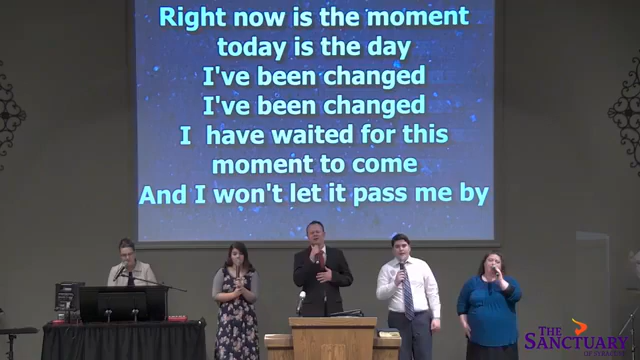 Right now is the moment
today is the day
I've been changed
I've been changed
I have waited for this
moment to come
And I won't let it pass me by
THE
SANCTUARY